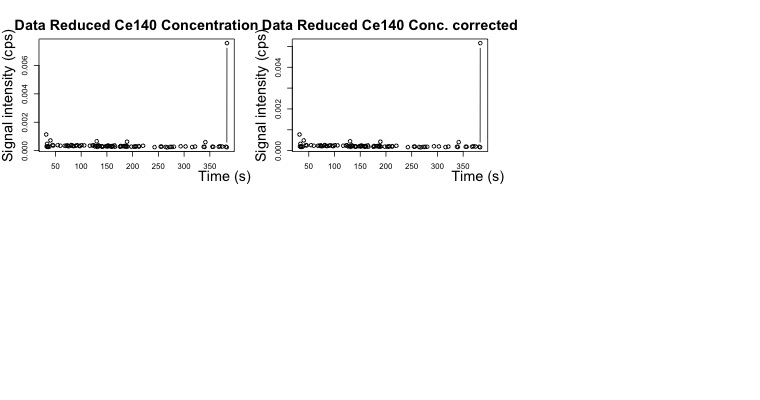 Data Reduced Ce140 Concentration
Signal intensity (cps)
0.006
0.004
0.002
0.000
50 100 150 200 250 300 350
Time (s)
Data Reduced Ce140 Conc. corrected
Signal intensity (cps)
0.004
0.002
0.000
50 100 150 200 250 300 350
Time (s)